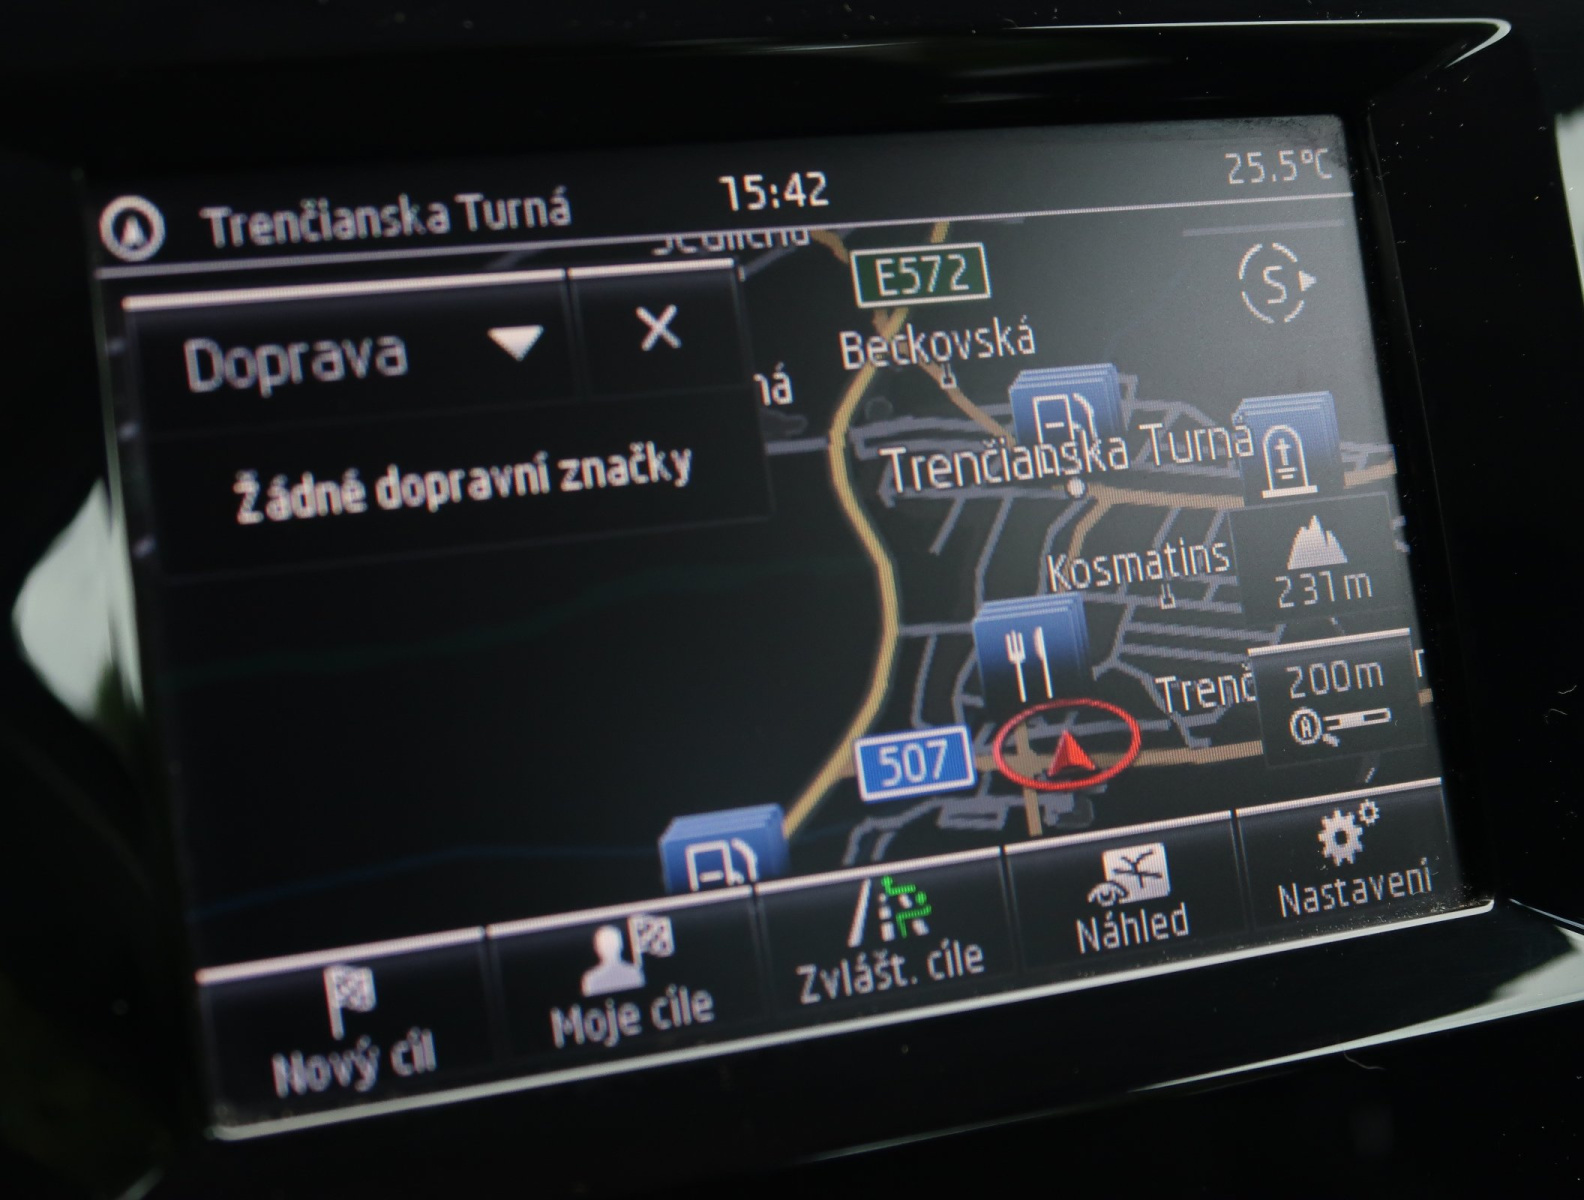 Trenčianska Turná
15:42
25.5°C
E572
S
Doprava
X
Beckovská
ná
Trenčianska Turná
Žádné dopravní značky
Kosmatins
231m
Trenč
200m
A
507
Nový cíl
Moje cíle
Zvlášt. cíle
Náhled
Nastavení